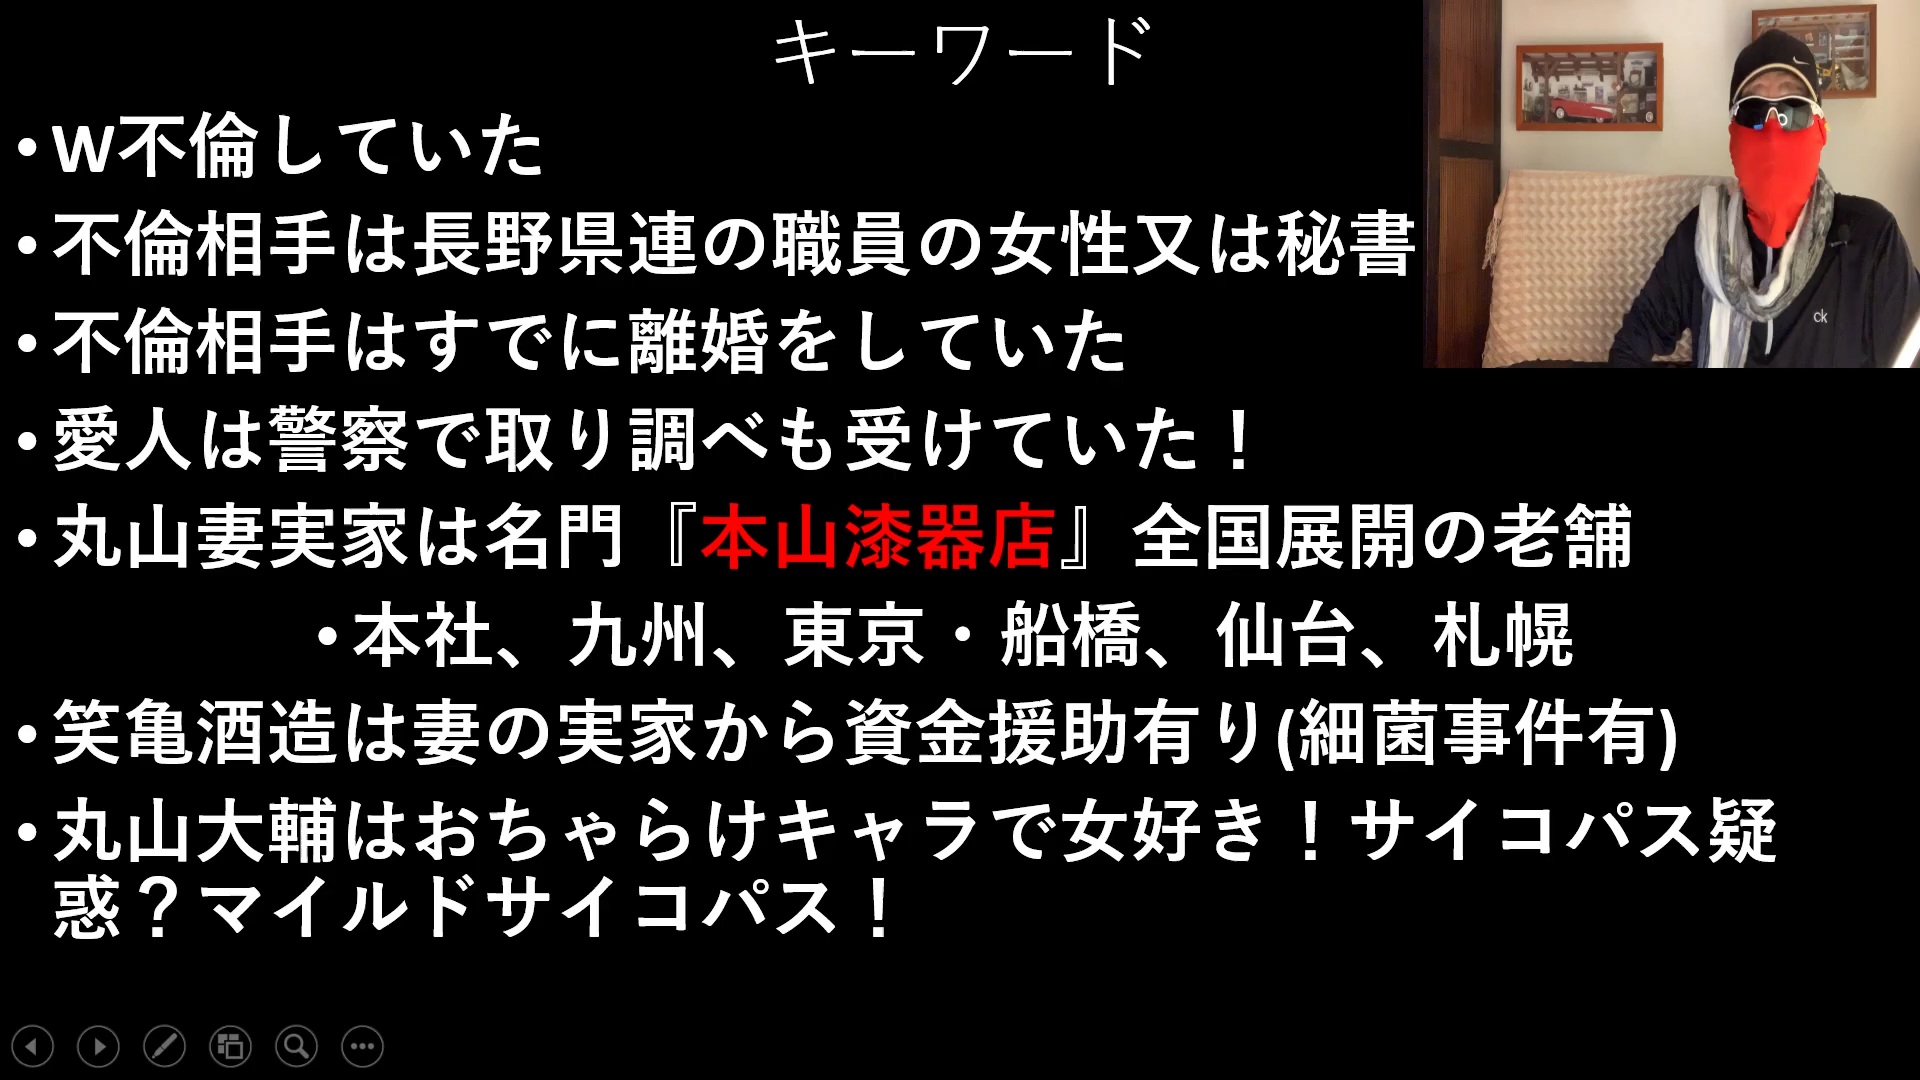 キーワード
• W不倫していた
• 不倫相手は長野県連の職員の女性又は秘書
• 不倫相手はすでに離婚をしていた
• 愛人は警察で取り調べも受けていた！
• 丸山妻実家は名門『本山漆器店』全国展開の老舗
• 本社、九州、東京・船橋、仙台、札幌
• 笑亀酒造は妻の実家から資金援助有り(細菌事件有)
• 丸山大輔はおちゃらけキャラで女好き！サイコパス疑
惑？マイルドサイコパス！
ck